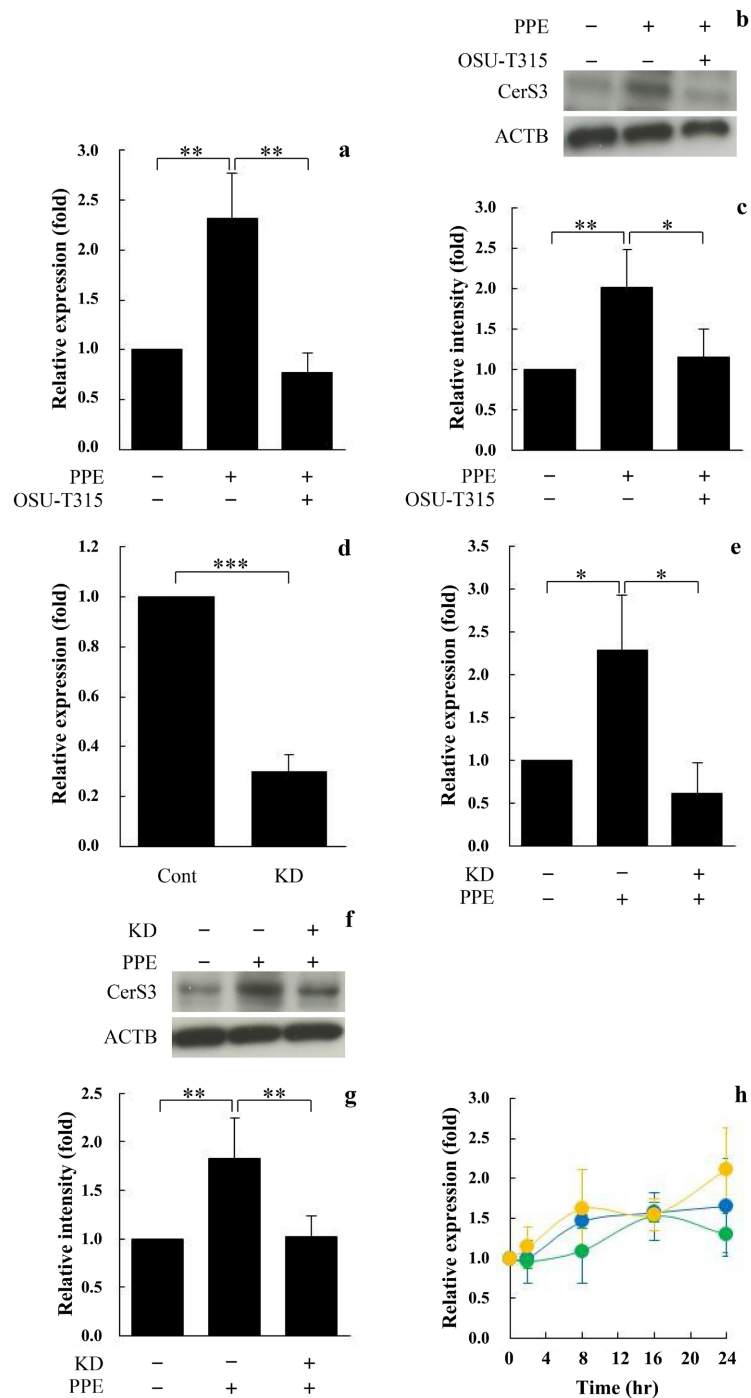 b
PPE − + +
OSU-T315 − − +
CerS3
ACTB
a
Relative expression (fold)
3.0
2.5
2.0
1.5
1.0
0.5
0.0
** **
PPE − + +
OSU-T315 − − +
c
Relative intensity (fold)
3.0
2.5
2.0
1.5
1.0
0.5
0.0
** *
PPE − + +
OSU-T315 − − +
d
Relative expression (fold)
1.2
1.0
0.8
0.6
0.4
0.2
0.0
***
Cont KD
e
Relative expression (fold)
3.5
3.0
2.5
2.0
1.5
1.0
0.5
0.0
* *
KD − − +
PPE − + +
f
KD − − +
PPE − + +
CerS3
ACTB
g
Relative intensity (fold)
2.5
2.0
1.5
1.0
0.5
0.0
** **
KD − − +
PPE − + +
h
Relative expression (fold)
3.0
2.5
2.0
1.5
1.0
0.5
0.0
0 4 8 12 16 20 24
Time (hr)